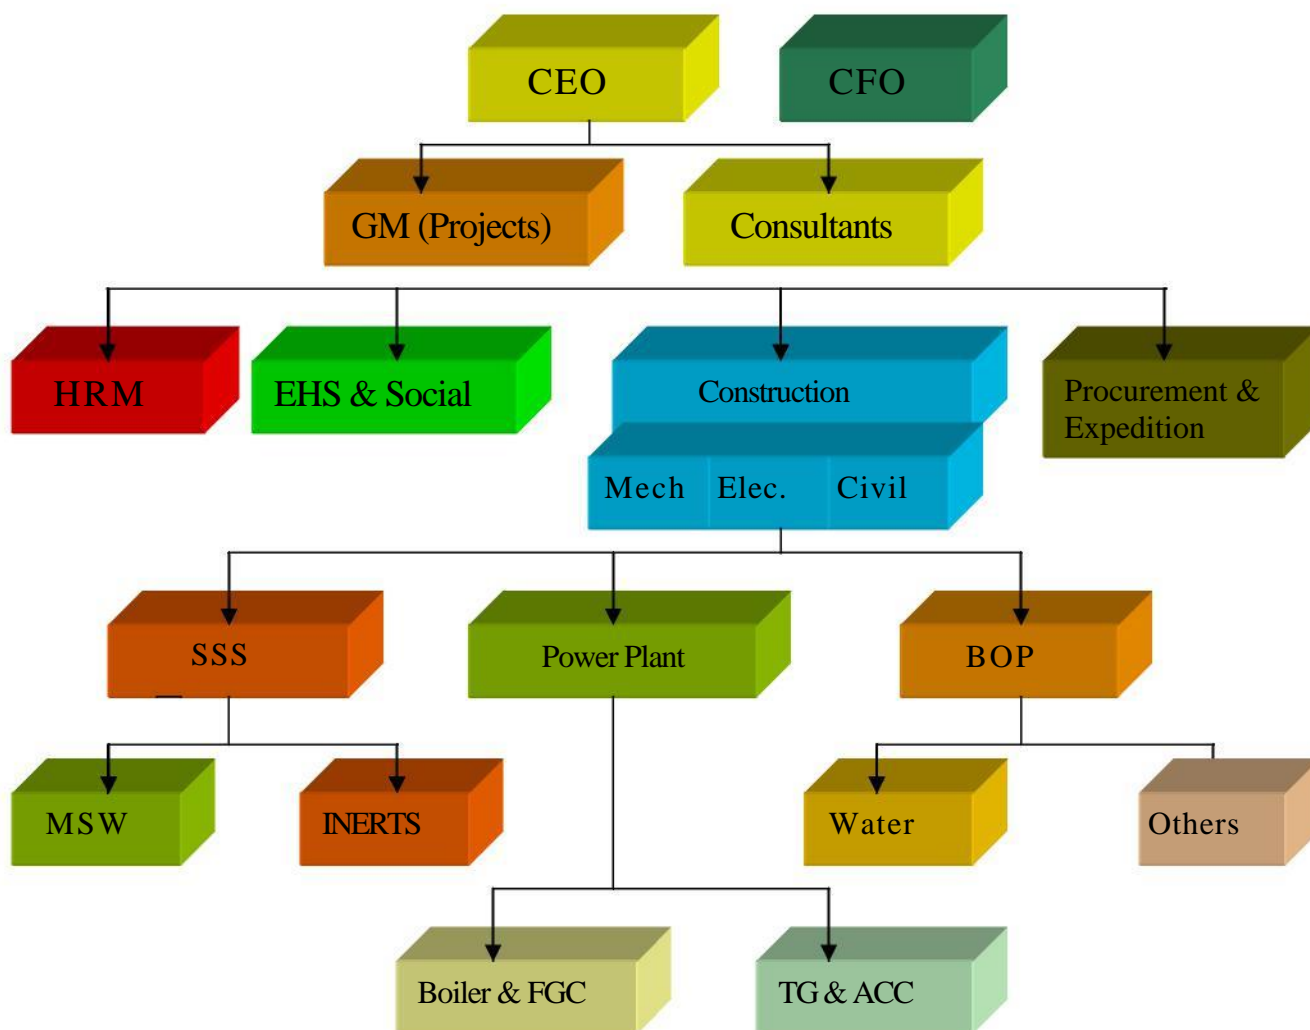 CEO
CFO
GM (Projects)
Consultants
HRM
EHS & Social
Construction
Procurement &
Expedition
Mech
Elec.
Civil
SSS
Power Plant
BOP
MSW
INERTS
Water
Others
Boiler & FGC
TG & ACC